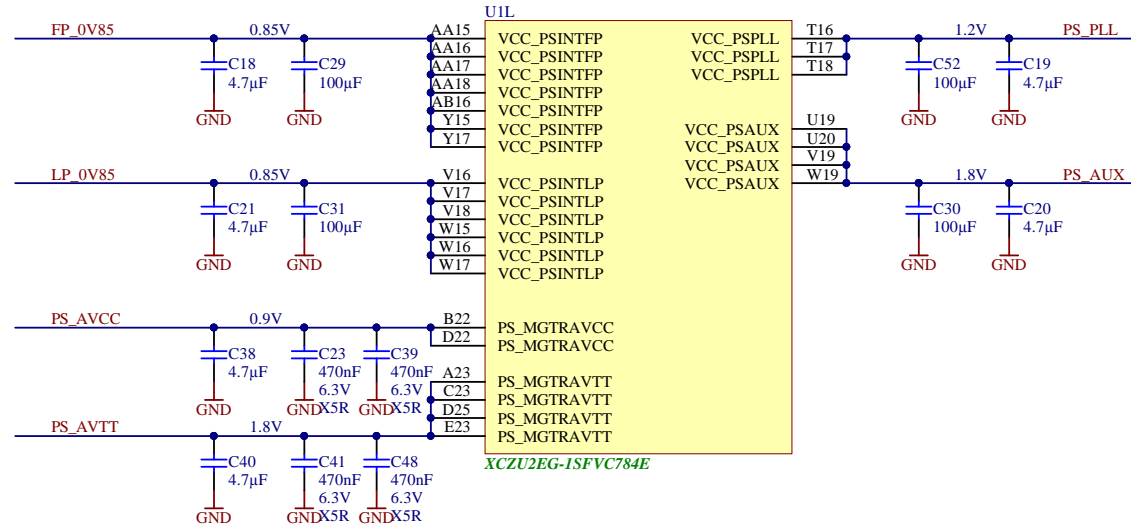 U1L
FP_0V85 0.85V AA15 VCC_PSINTFP VCC_PSPLL T16 1.2V PS_PLL
AA16 VCC_PSINTFP VCC_PSPLL T17
C18 C29 AA17 VCC_PSINTFP VCC_PSPLL T18 C52 C19
4.7µF 100µF AA18 VCC_PSINTFP 100µF 4.7µF
AB16 VCC_PSINTFP
GND GND Y15 VCC_PSINTFP VCC_PSAUX U19 GND GND
Y17 VCC_PSINTFP VCC_PSAUX U20
VCC_PSAUX V19
LP_0V85 0.85V V16 VCC_PSINTLP VCC_PSAUX W19 1.8V PS_AUX
V17 VCC_PSINTLP
C21 C31 V18 VCC_PSINTLP C30 C20
4.7µF 100µF W15 VCC_PSINTLP 100µF 4.7µF
W16 VCC_PSINTLP
GND GND W17 VCC_PSINTLP GND GND
PS_AVCC 0.9V B22 PS_MGTRAVCC
D22 PS_MGTRAVCC
C38 C23 C39
4.7µF 470nF 470nF A23 PS_MGTRAVTT
6.3V 6.3V C23 PS_MGTRAVTT
GND GND X5R GND X5R D25 PS_MGTRAVTT
PS_AVTT 1.8V E23 PS_MGTRAVTT
C40 C41 C48 XCZU2EG-1SFVC784E
4.7µF 470nF 470nF
6.3V 6.3V
GND GND X5R GND X5R